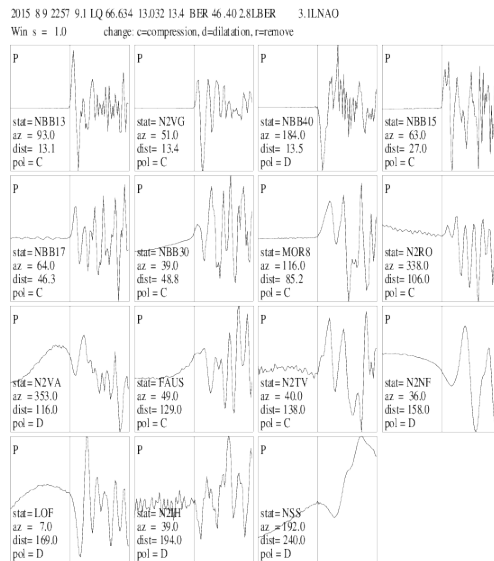 2015 8 9 2257 9.1 LQ 66.634 13.032 13.4 BER 46 .40 2.8LBER 3.1LNAO
Win s = 1.0 change: c=compression, d=dilatation, r=remove
P
stat=NBB13
az = 93.0
dist= 13.1
pol = C
P
stat=N2VG
az = 51.0
dist= 13.4
pol = C
P
stat=NBB40
az = 184.0
dist= 13.5
pol = D
P
stat=NBB15
az = 63.0
dist= 27.0
pol = C
P
stat=NBB17
az = 64.0
dist= 46.3
pol = C
P
stat=NBB30
az = 39.0
dist= 48.8
pol = C
P
stat=MOR8
az = 116.0
dist= 85.2
pol = C
P
stat=N2RO
az = 338.0
dist= 106.0
pol = C
P
stat=N2VA
az = 353.0
dist= 116.0
pol = D
P
stat=FAUS
az = 49.0
dist= 129.0
pol = C
P
stat=N2TV
az = 40.0
dist= 138.0
pol = C
P
stat=N2NF
az = 36.0
dist= 158.0
pol = D
P
stat=LOF
az = 7.0
dist= 169.0
pol = D
P
az = 39.0
dist= 194.0
pol = D
P
stat=NSS
az = 192.0
dist= 240.0
pol = D